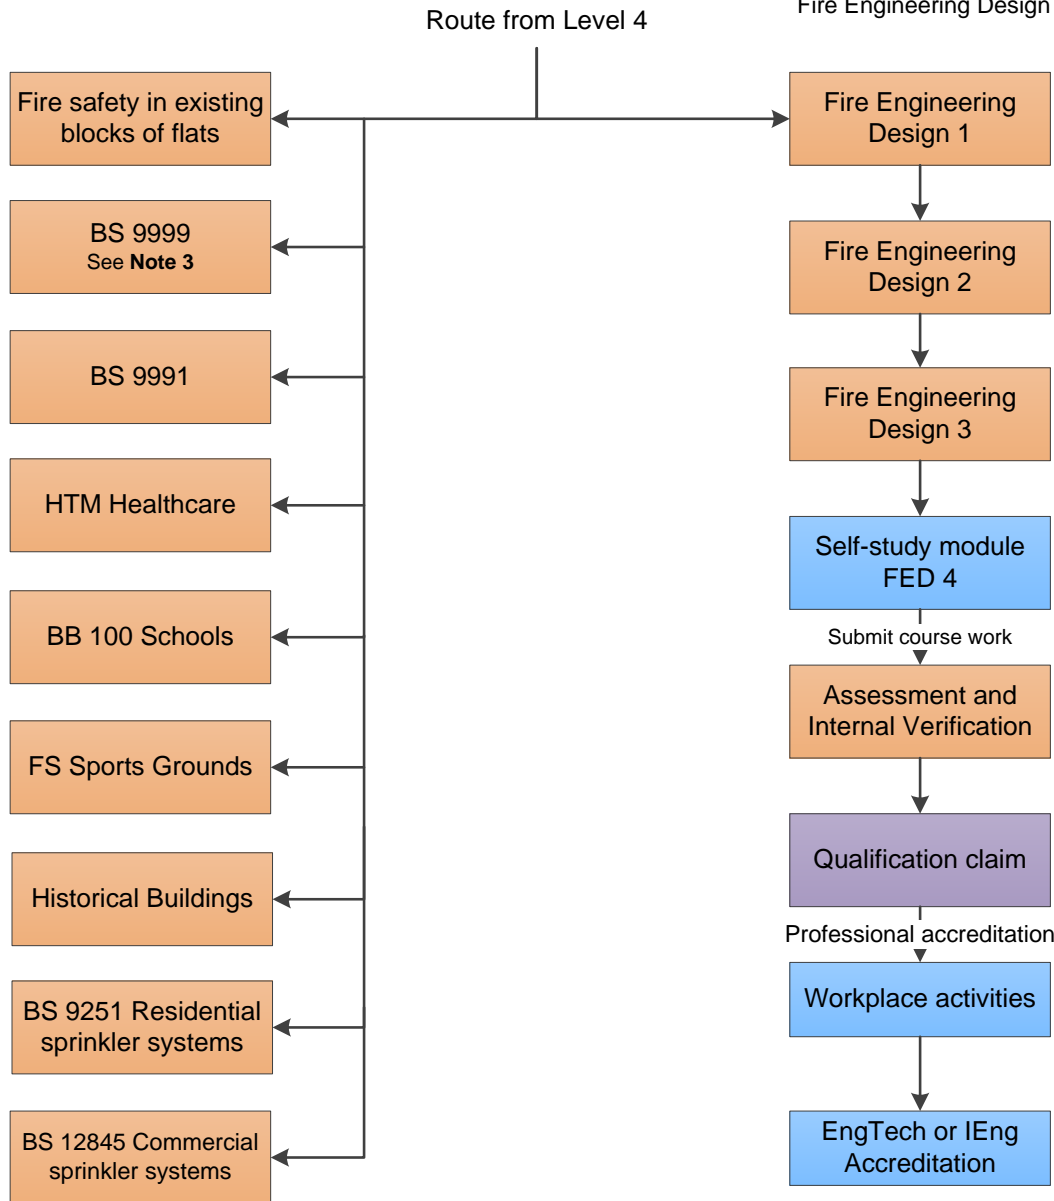 Fire Engineering Design
Route from Level 4
Fire safety in existing
blocks of flats
BS 9999
See Note 3
BS 9991
HTM Healthcare
BB 100 Schools
FS Sports Grounds
Historical Buildings
BS 9251 Residential
sprinkler systems
BS 12845 Commercial
sprinkler systems
Fire Engineering
Design 1
Fire Engineering
Design 2
Fire Engineering
Design 3
Self-study module
FED 4
Submit course work
Assessment and
Internal Verification
Qualification claim
Professional accreditation
Workplace activities
EngTech or IEng
Accreditation